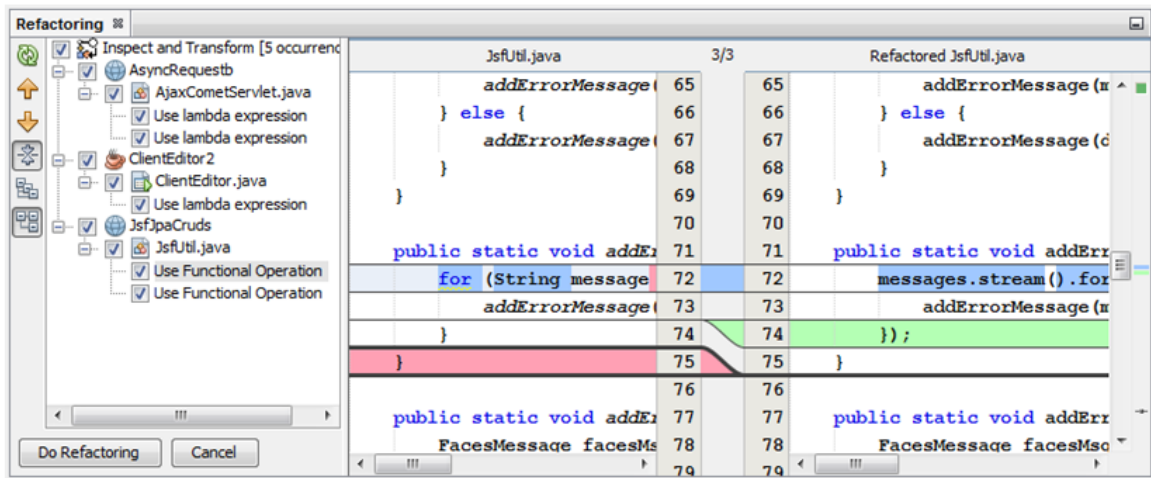 Refactoring
Inspect and Transform [5 occurrenc
AsyncRequestb
AjaxCometServlet.java
Use lambda expression
Use lambda expression
ClientEditor2
ClientEditor.java
Use lambda expression
JsfJpaCruds
JsfUtil.java
Use Functional Operation
Use Functional Operation
Do Refactoring Cancel
JsfUtil.java 3/3 Refactored JsfUtil.java
addErrorMessage( 65 65 addErrorMessage(m
} else { 66 66 } else {
addErrorMessage( 67 67 addErrorMessage(d
} 68 68 }
} 69 69 }
70 70
public static void addEr 71 71 public static void addErr
for (String message 72 72 messages.stream().for
addErrorMessage( 73 73 addErrorMessage(m
} 74 74 });
} 75 75 }
76 76
public static void addEr 77 77 public static void addErr
FacesMessage facesMs 78 78 FacesMessage facesMsg
79 79